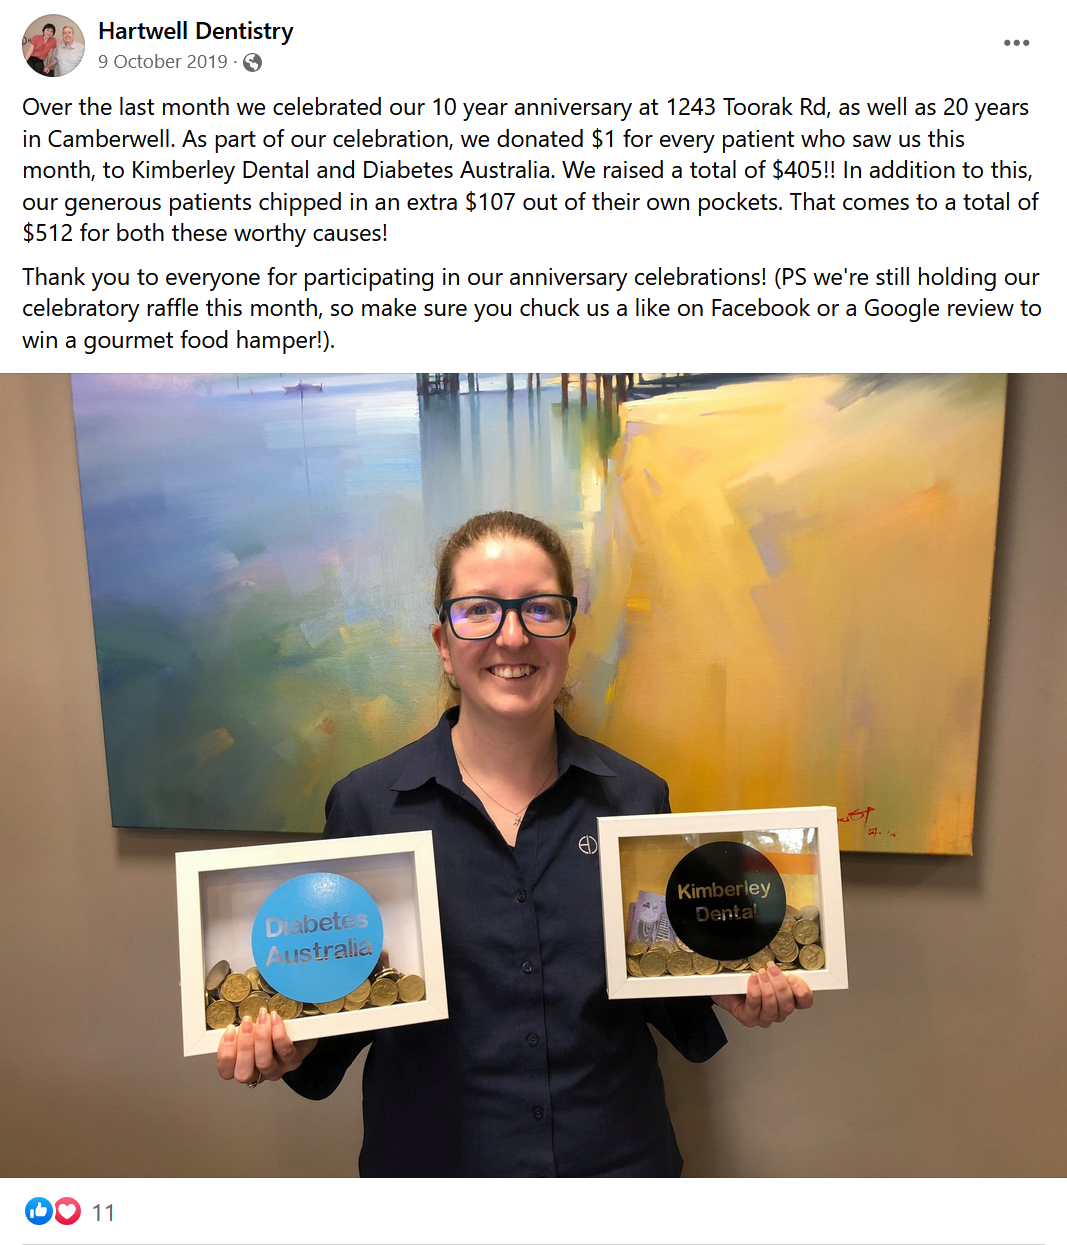 Hartwell Dentistry
9 October 2019 ·
Over the last month we celebrated our 10 year anniversary at 1243 Toorak Rd, as well as 20 years
in Camberwell. As part of our celebration, we donated $1 for every patient who saw us this
month, to Kimberley Dental and Diabetes Australia. We raised a total of $405!! In addition to this,
our generous patients chipped in an extra $107 out of their own pockets. That comes to a total of
$512 for both these worthy causes!
Thank you to everyone for participating in our anniversary celebrations! (PS we're still holding our
celebratory raffle this month, so make sure you chuck us a like on Facebook or a Google review to
win a gourmet food hamper!).
Diabetes
Australia
Kimberley
Dental
11